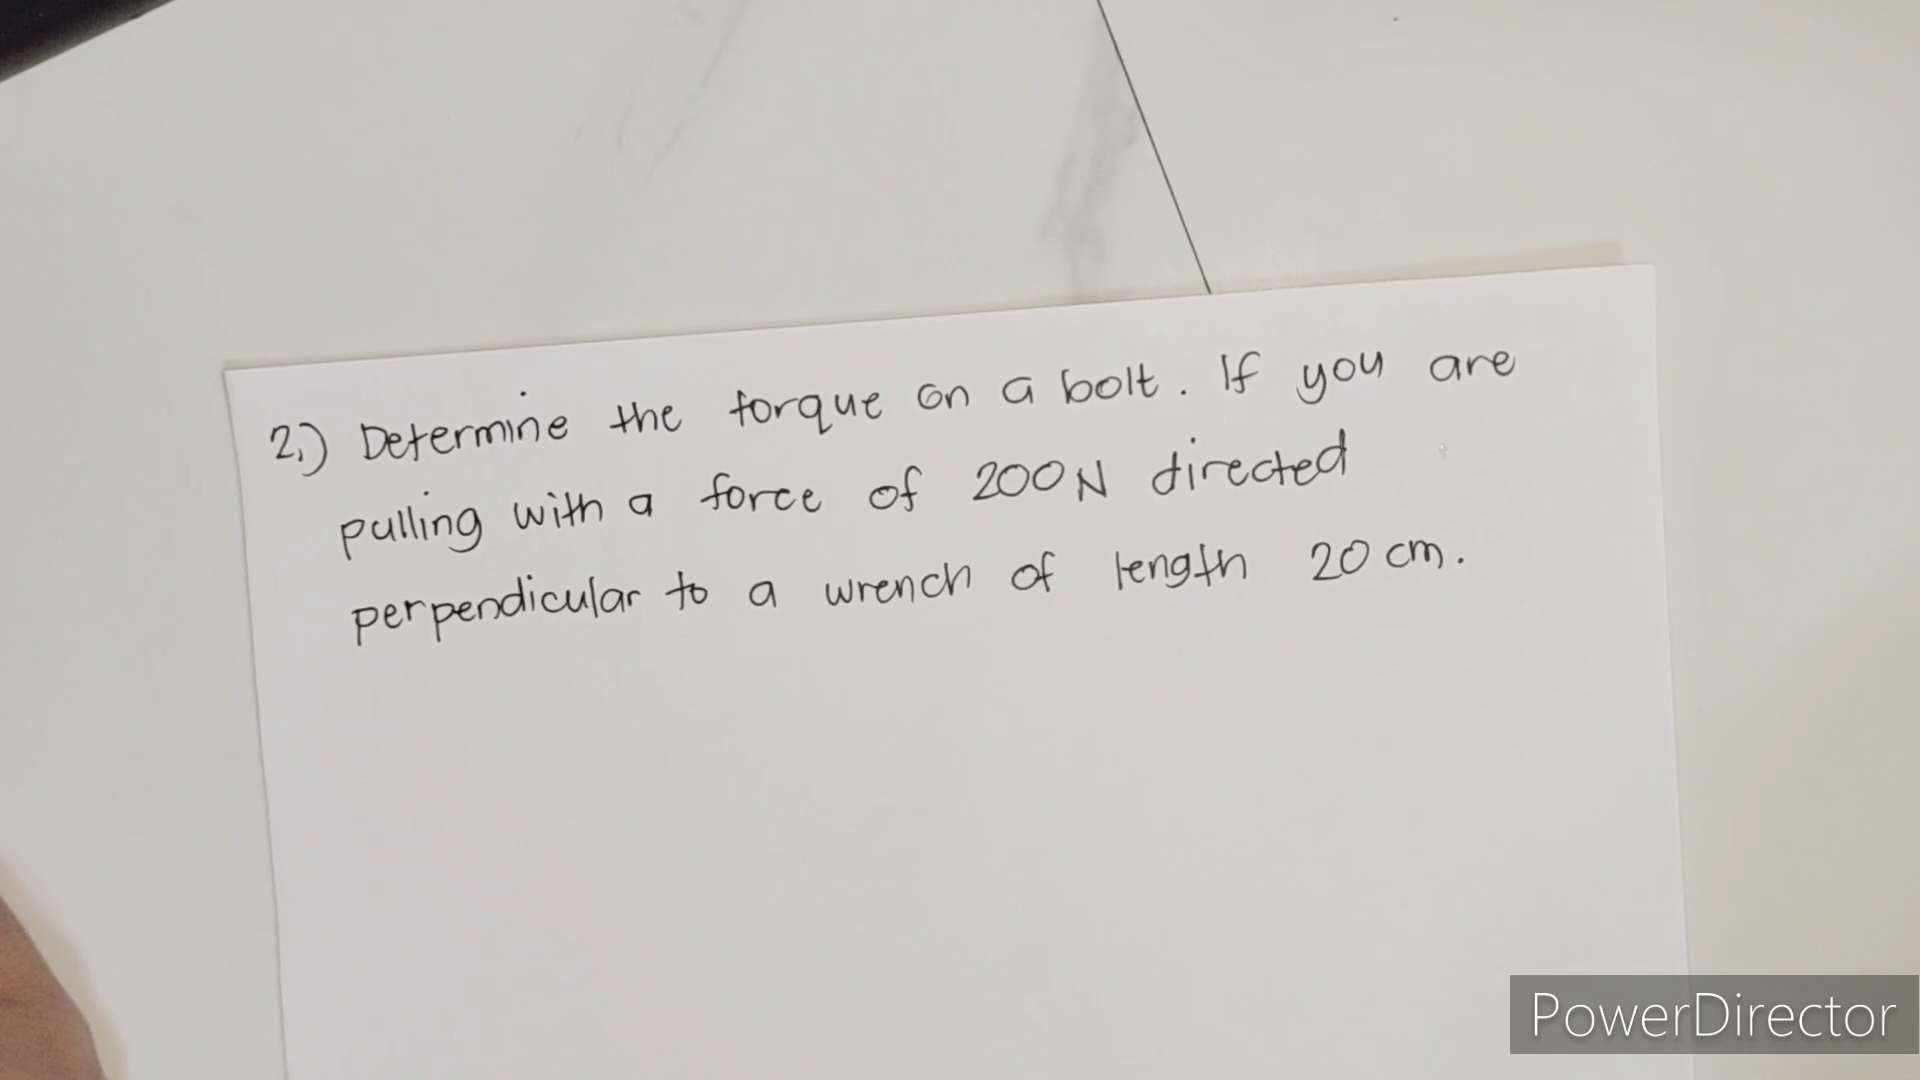 2.) Determine the torque on a bolt. If you are
pulling with a force of 200N directed
perpendicular to a wrench of length 20 cm.
PowerDirector